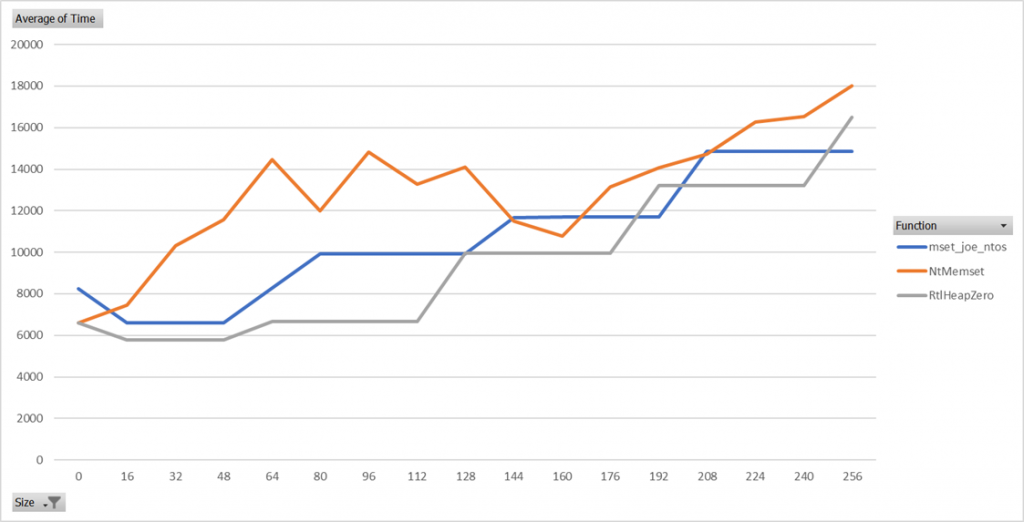 Average of Time
20000
18000
16000
14000
12000
10000
8000
6000
4000
2000
0
0 16 32 48 64 80 96 112 128 144 160 176 192 208 224 240 256
Function
mset_joe_ntos
NtMemset
RtlHeapZero
Size